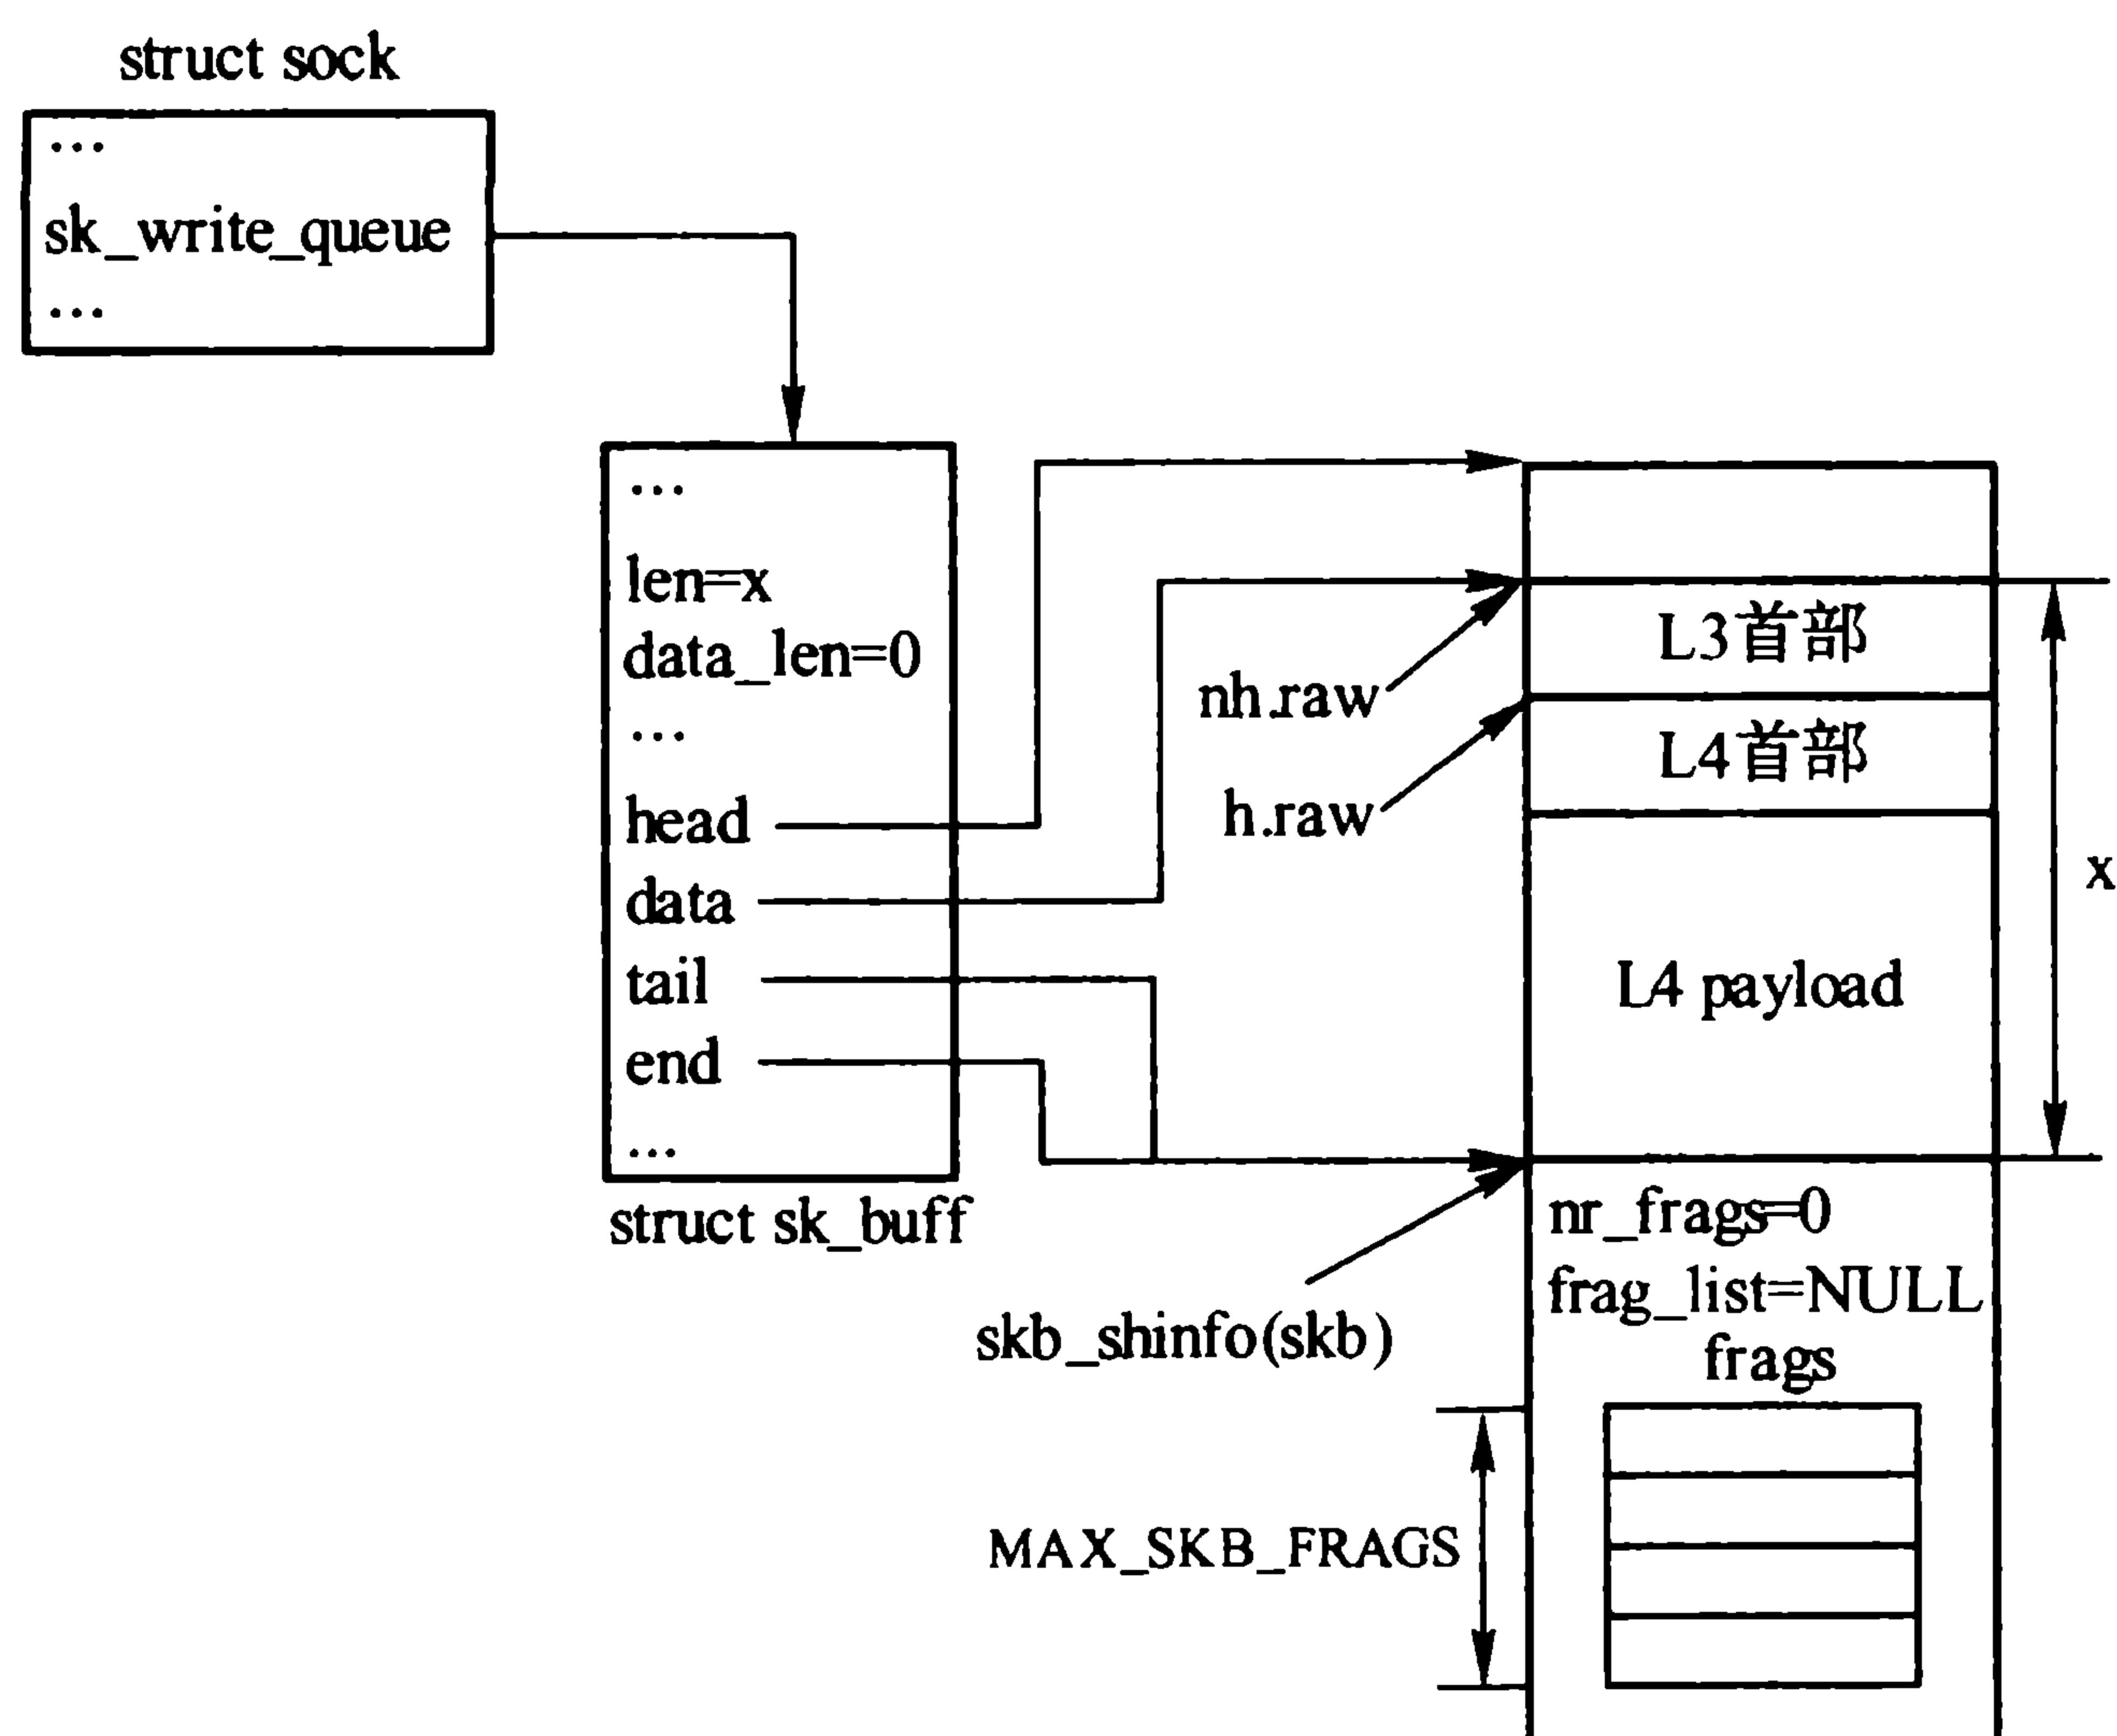 struct sock
...
sk_write_queue
...
...
len=x
data_len=0
...
head
data
tail
end
...
struct sk_buff
nh.raw
h.raw
skb_shinfo(skb)
MAX_SKB_FRAGS
L3首部
L4首部
L4 payload
x
nr_frags=0
frag_list=NULL
frags